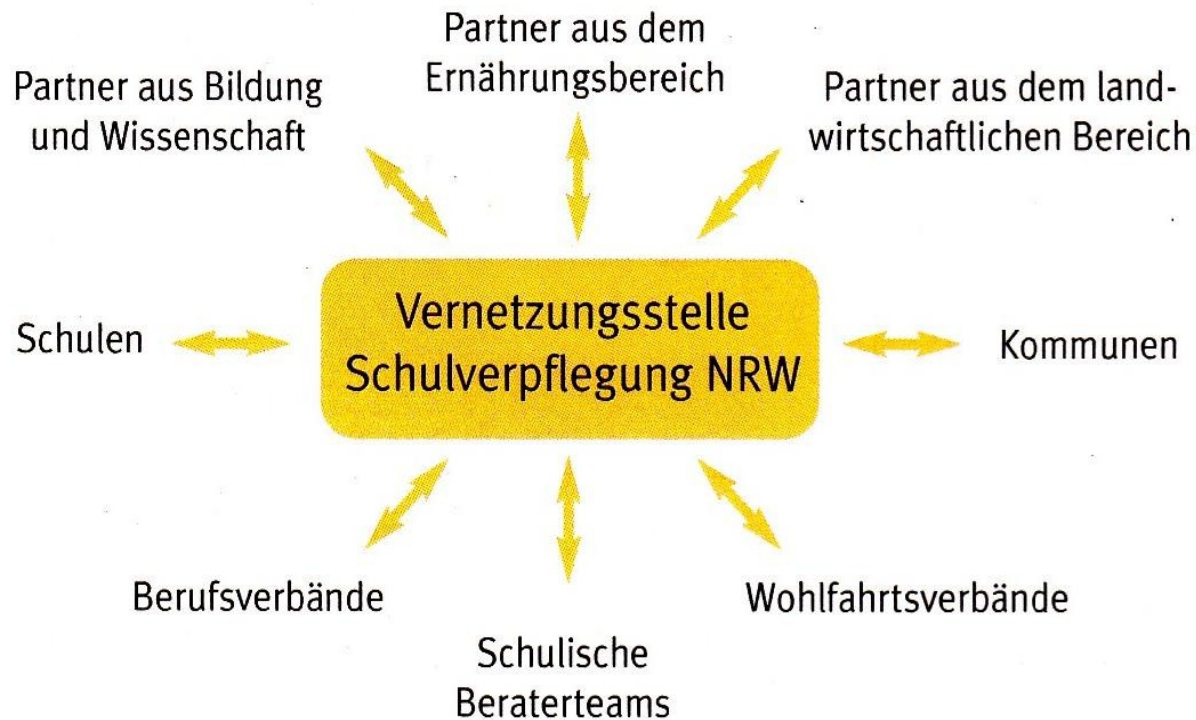 Partner aus dem
Ernährungsbereich
Partner aus Bildung
und Wissenschaft
Partner aus dem land-
wirtschaftlichen Bereich
Schulen
Vernetzungsstelle
Schulverpflegung NRW
Kommunen
Berufsverbände
Schulische
Beraterteams
Wohlfahrtsverbände